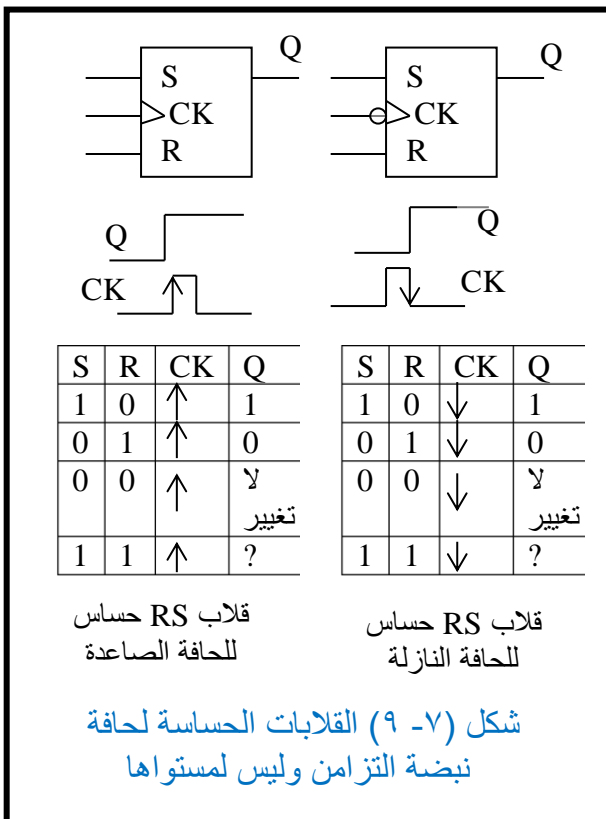 Q Q
S S
CK CK
R R
Q Q
CK CK
S R CK Q
1 0 ↑ 1
0 1 ↑ 0
0 0 ↑ لا
تغيير
1 1 ↑ ?
S R CK Q
1 0 ↓ 1
0 1 ↓ 0
0 0 ↓ لا
تغيير
1 1 ↓ ?
قلاب RS حساس
للحافة الصاعدة
قلاب RS حساس
للحافة النازلة
شكل (٧- ٩) القلابات الحساسة لحافة
نبضة التزامن وليس لمستواها